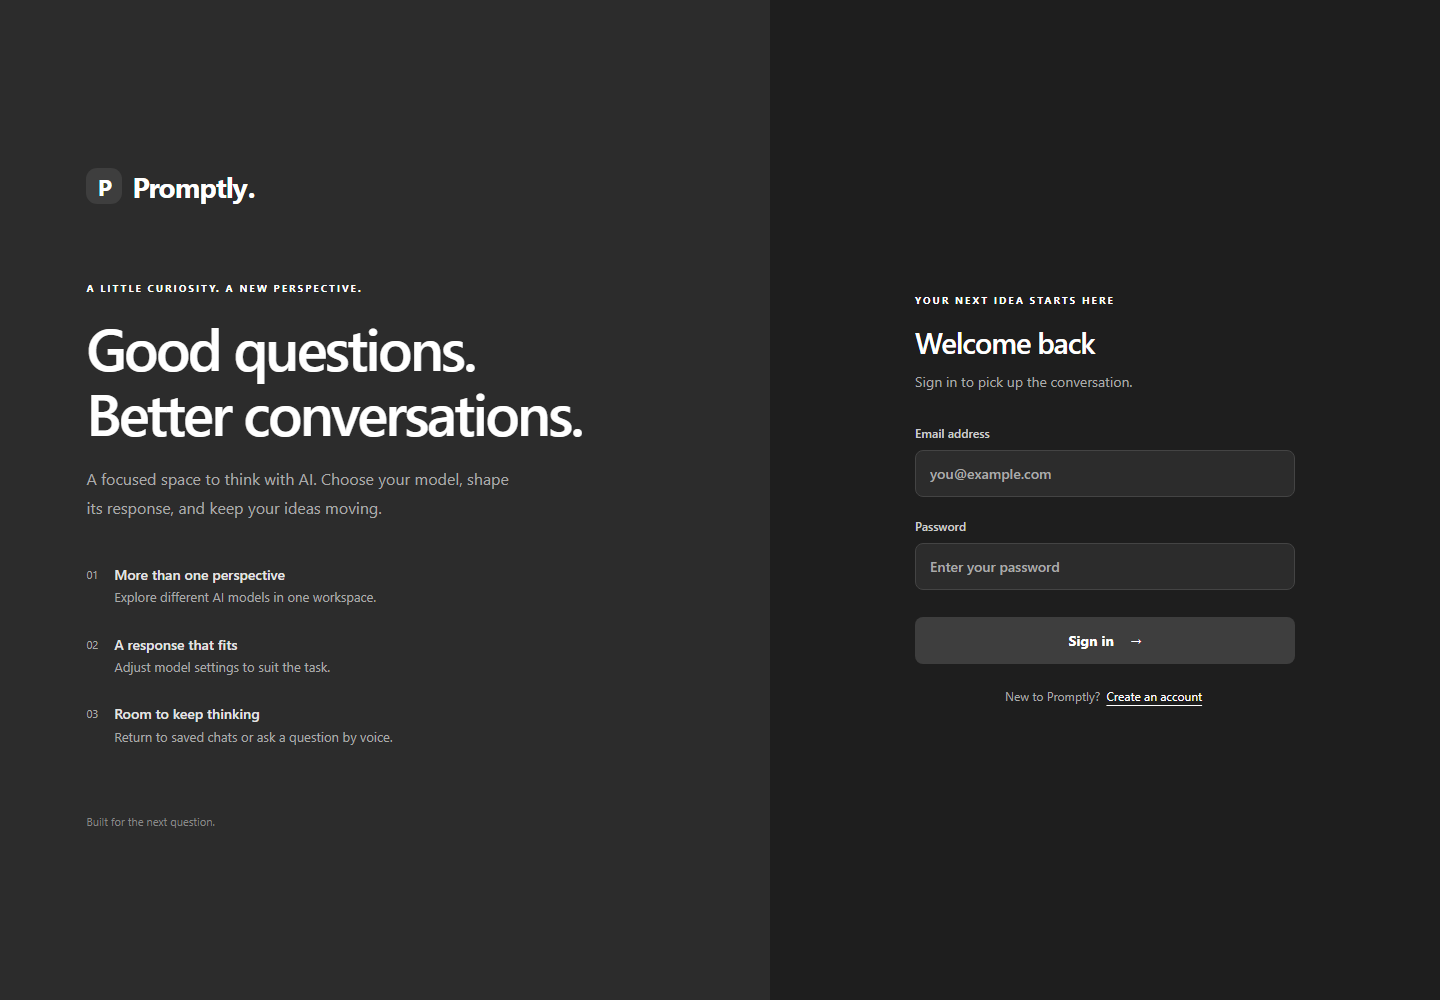 P Promptly.
A LITTLE CURIOSITY. A NEW PERSPECTIVE.
Good questions.
Better conversations.
A focused space to think with AI. Choose your model, shape
its response, and keep your ideas moving.
01 More than one perspective
Explore different AI models in one workspace.
02 A response that fits
Adjust model settings to suit the task.
03 Room to keep thinking
Return to saved chats or ask a question by voice.
Built for the next question.
YOUR NEXT IDEA STARTS HERE
Welcome back
Sign in to pick up the conversation.
Email address
you@example.com
Password
Enter your password
Sign in →
New to Promptly? Create an account